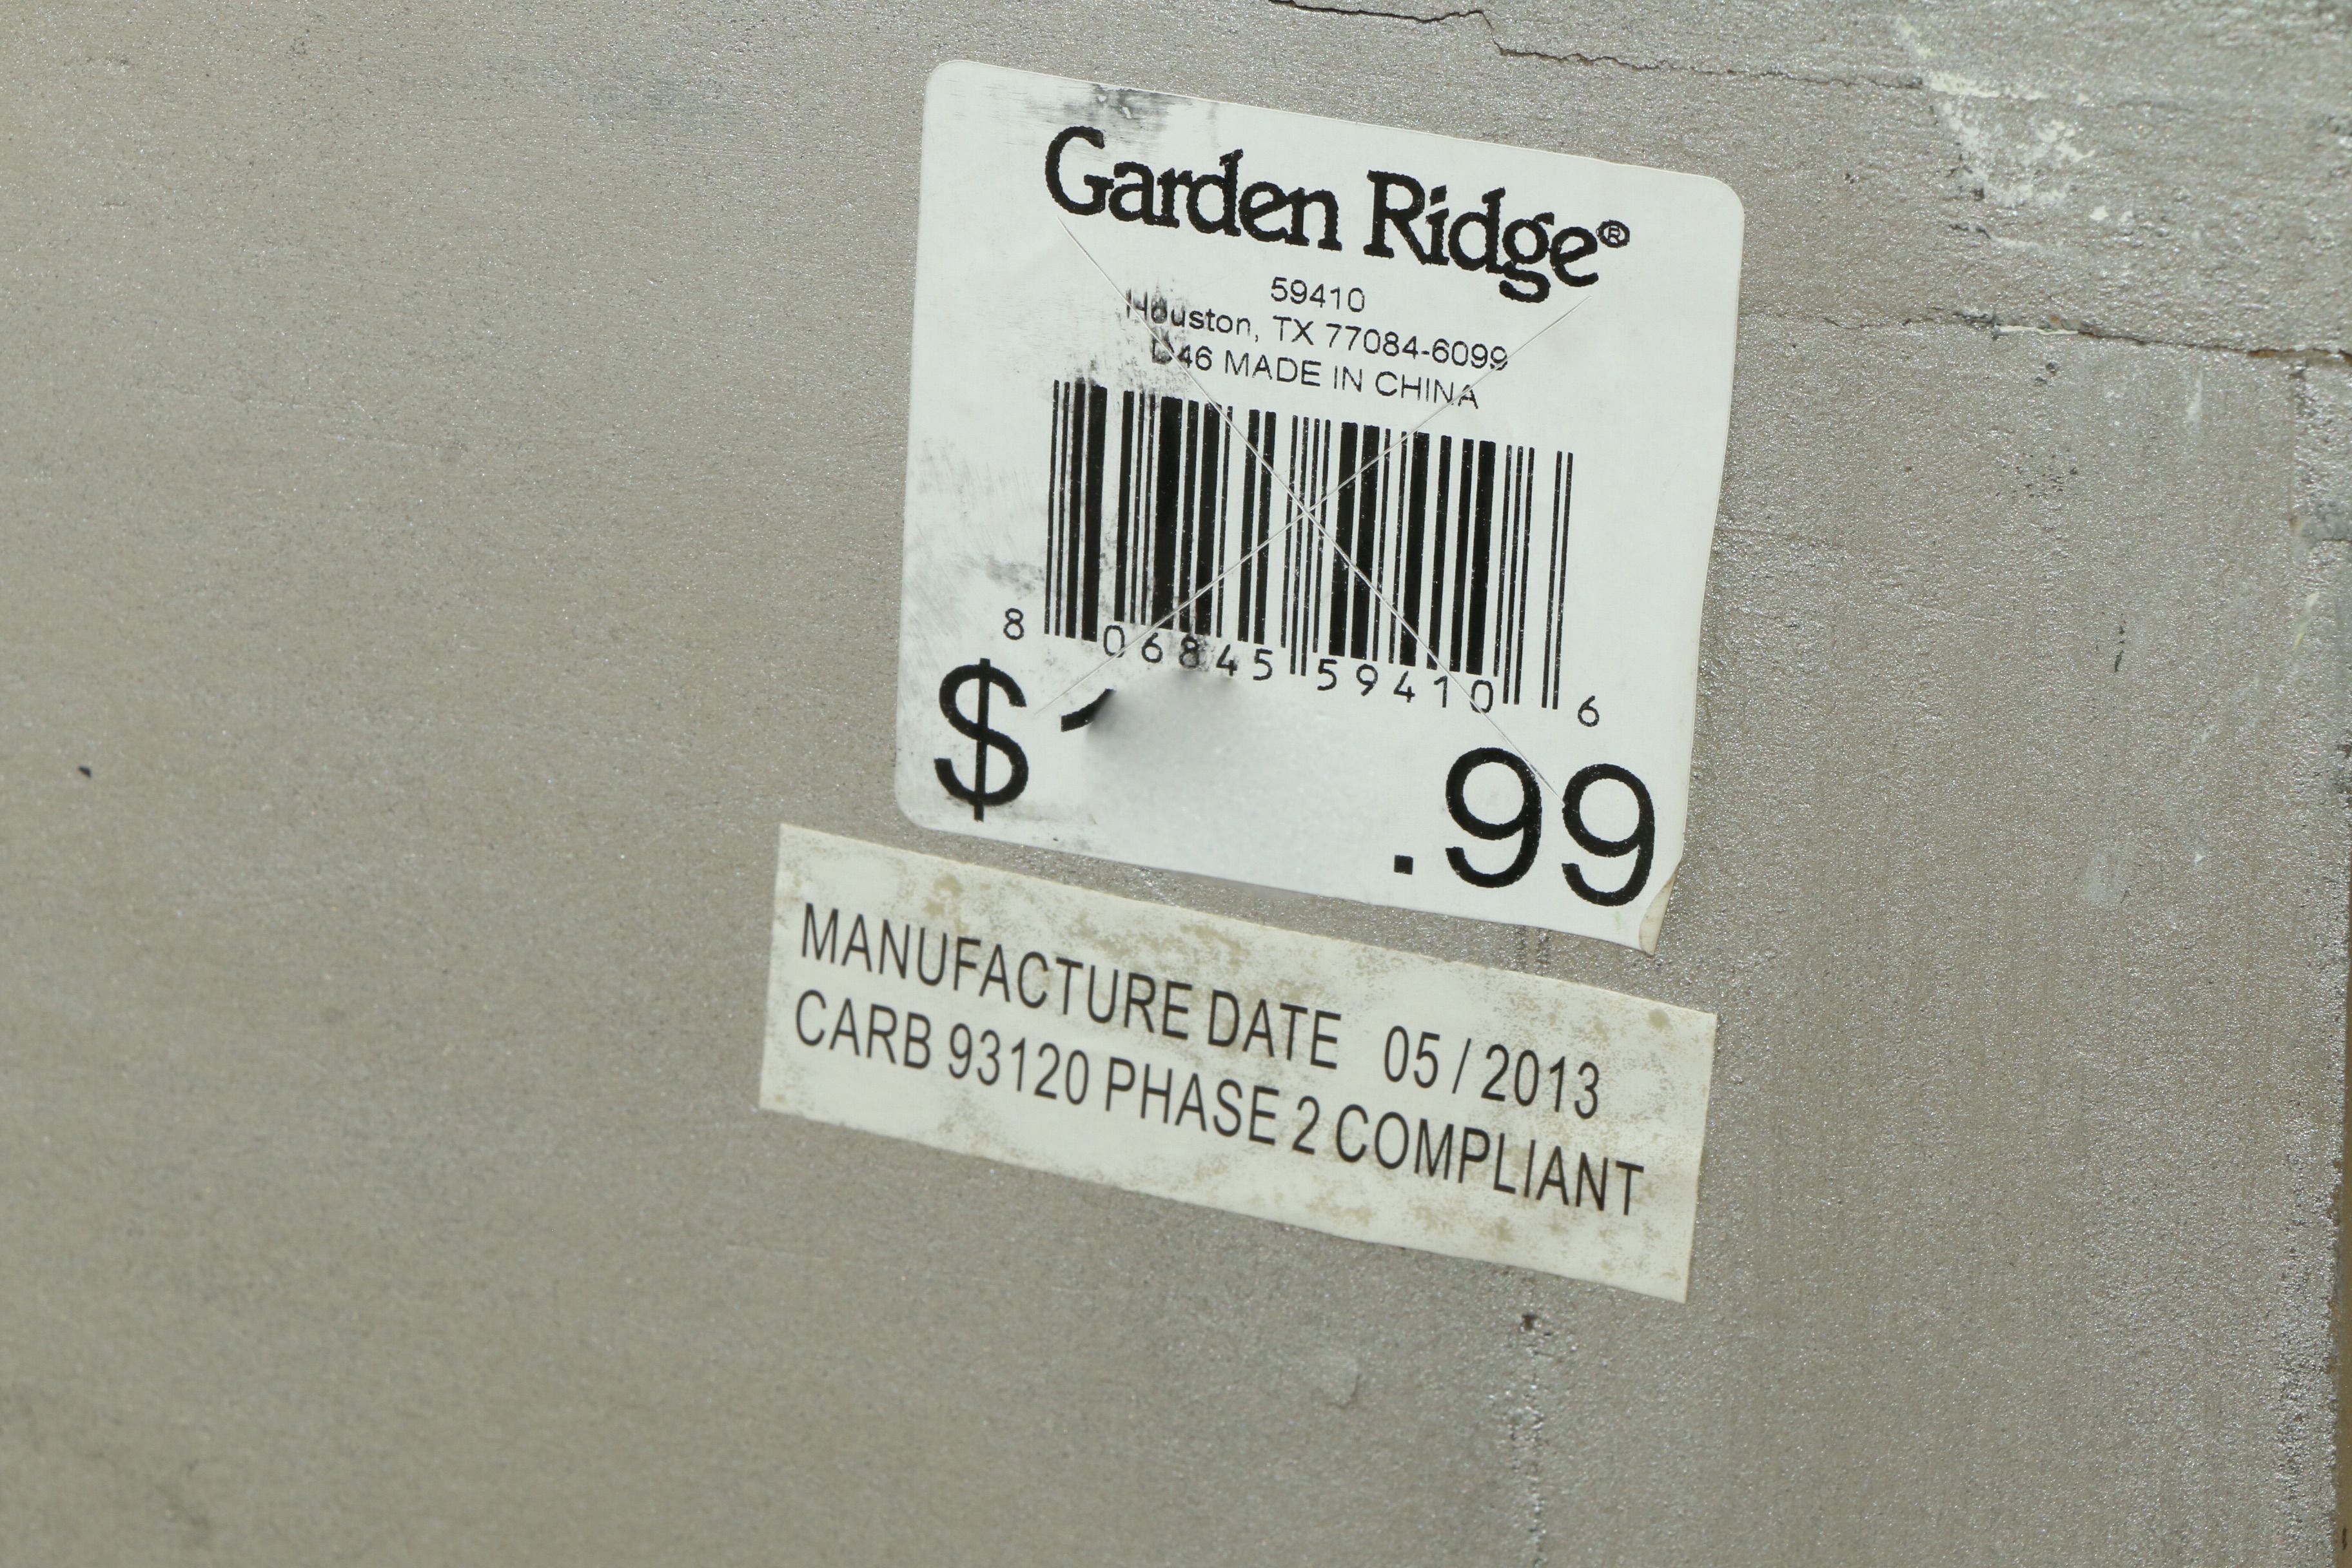 Garden Ridge®
59410
Houston, TX 77084-6099
D46 MADE IN CHINA
8 06845 59410 6
$ .99
MANUFACTURE DATE 05 / 2013
CARB 93120 PHASE 2 COMPLIANT